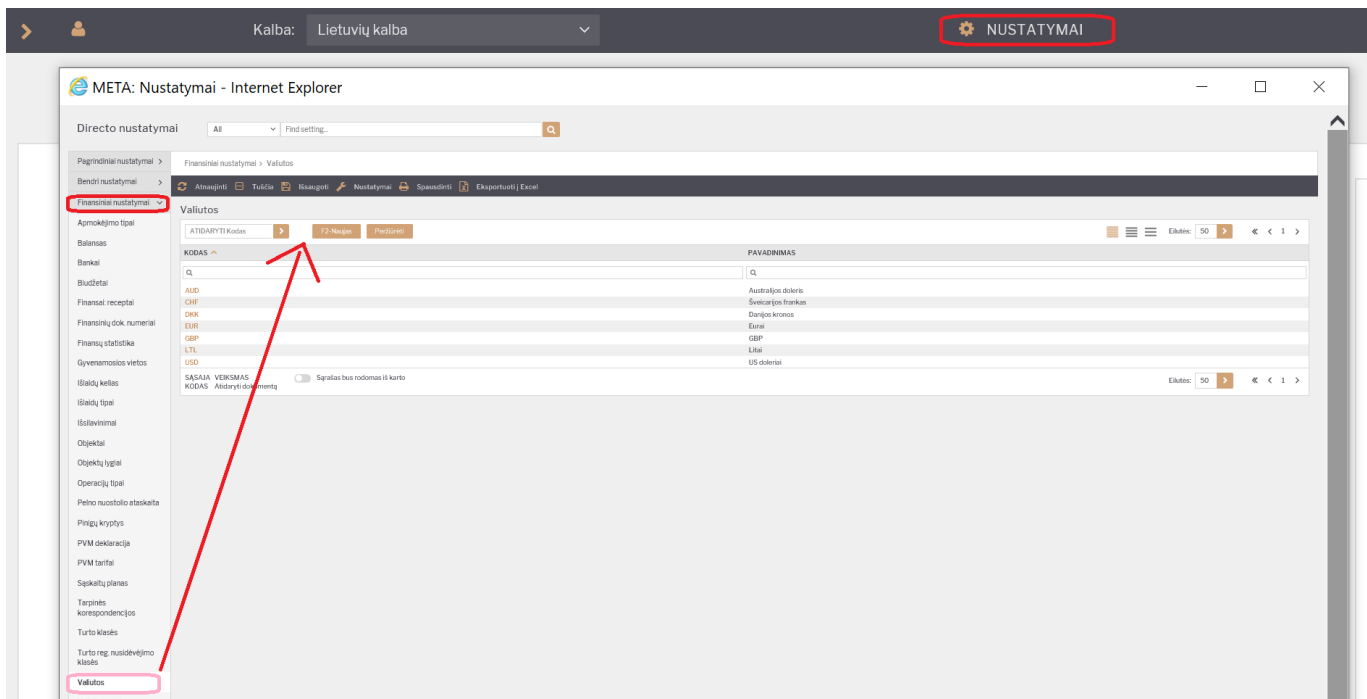 Kalba: Lietuvių kalba NUSTATYMAI
META: Nustatymai - Internet Explorer
Directo nustatymai All Find setting..
Pagrindiniai nustatymai >
Finansiniai nustatymai > Valiutos
Bendri nustatymai >
Atnaujinti Tuščia Išsaugoti Nustatymai Spausdinti Eksportuoti į Excel
Finansiniai nustatymai
Valiutos
Apmokėjimo tipai
ATIDARYTI Kodas F2-Naujas Peržiūrėti Eilutės: 50 1
Balansas
KODAS PAVADINIMAS
Bankai
Biudžetai
AUD Australijos doleris
Finansai: receptai
CHF Šveicarijos frankas
DKK Danijos kronos
Finansinių dok. numeriai
EUR Eurai
GBP GBP
Finansų statistika
LTL Litai
Gyvenamosios vietos
USD US doleriai
SĄSAJA VEIKSMAS Sąrašas bus rodomas iš karto Eilutės: 50 1
KODAS Atidaryti dokumentą
Išlaidų kelias
Išlaidų tipai
Išsilavinimai
Objektai
Objektų lygiai
Operacijų tipai
Pelno nuostolio ataskaita
Pinigų kryptys
PVM deklaracija
PVM tarifai
Sąskaitų planas
Tarpinės
korespondencijos
Turto klasės
Turto reg. nusidėvėjimo
klasės
Valiutos